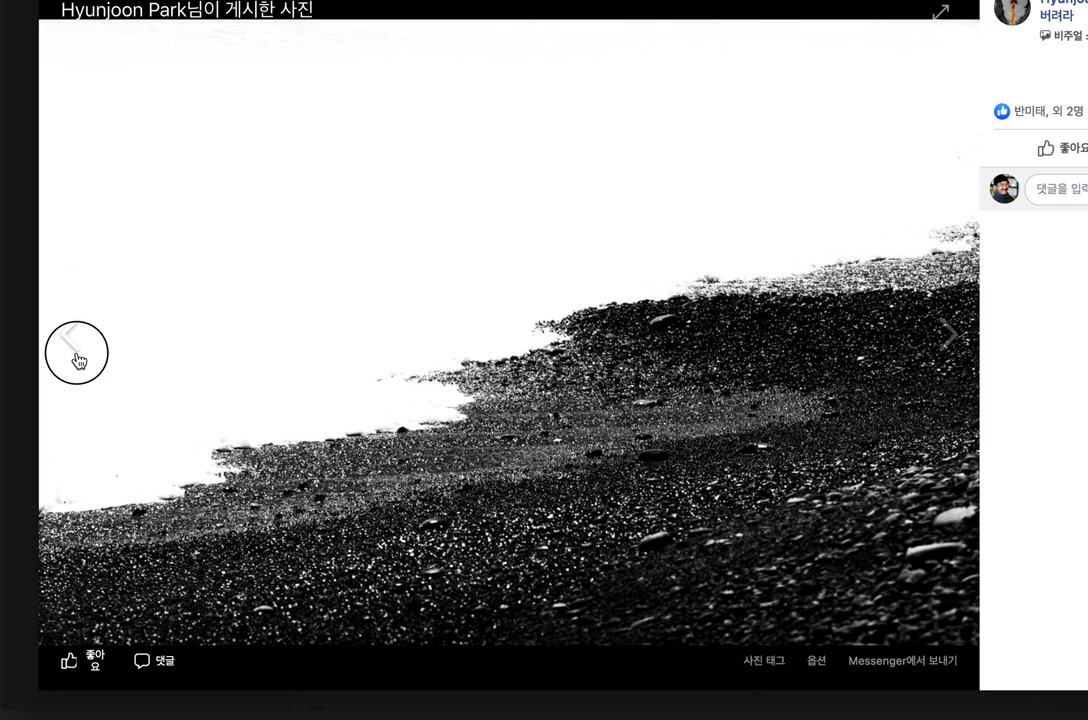 Hyunjoon Park님이 게시한 사진
버려라
비주얼
반미태, 외 2명
좋아요
댓글을 입력
좋아
요
댓글
사진 태그
옵션
Messenger에서 보내기